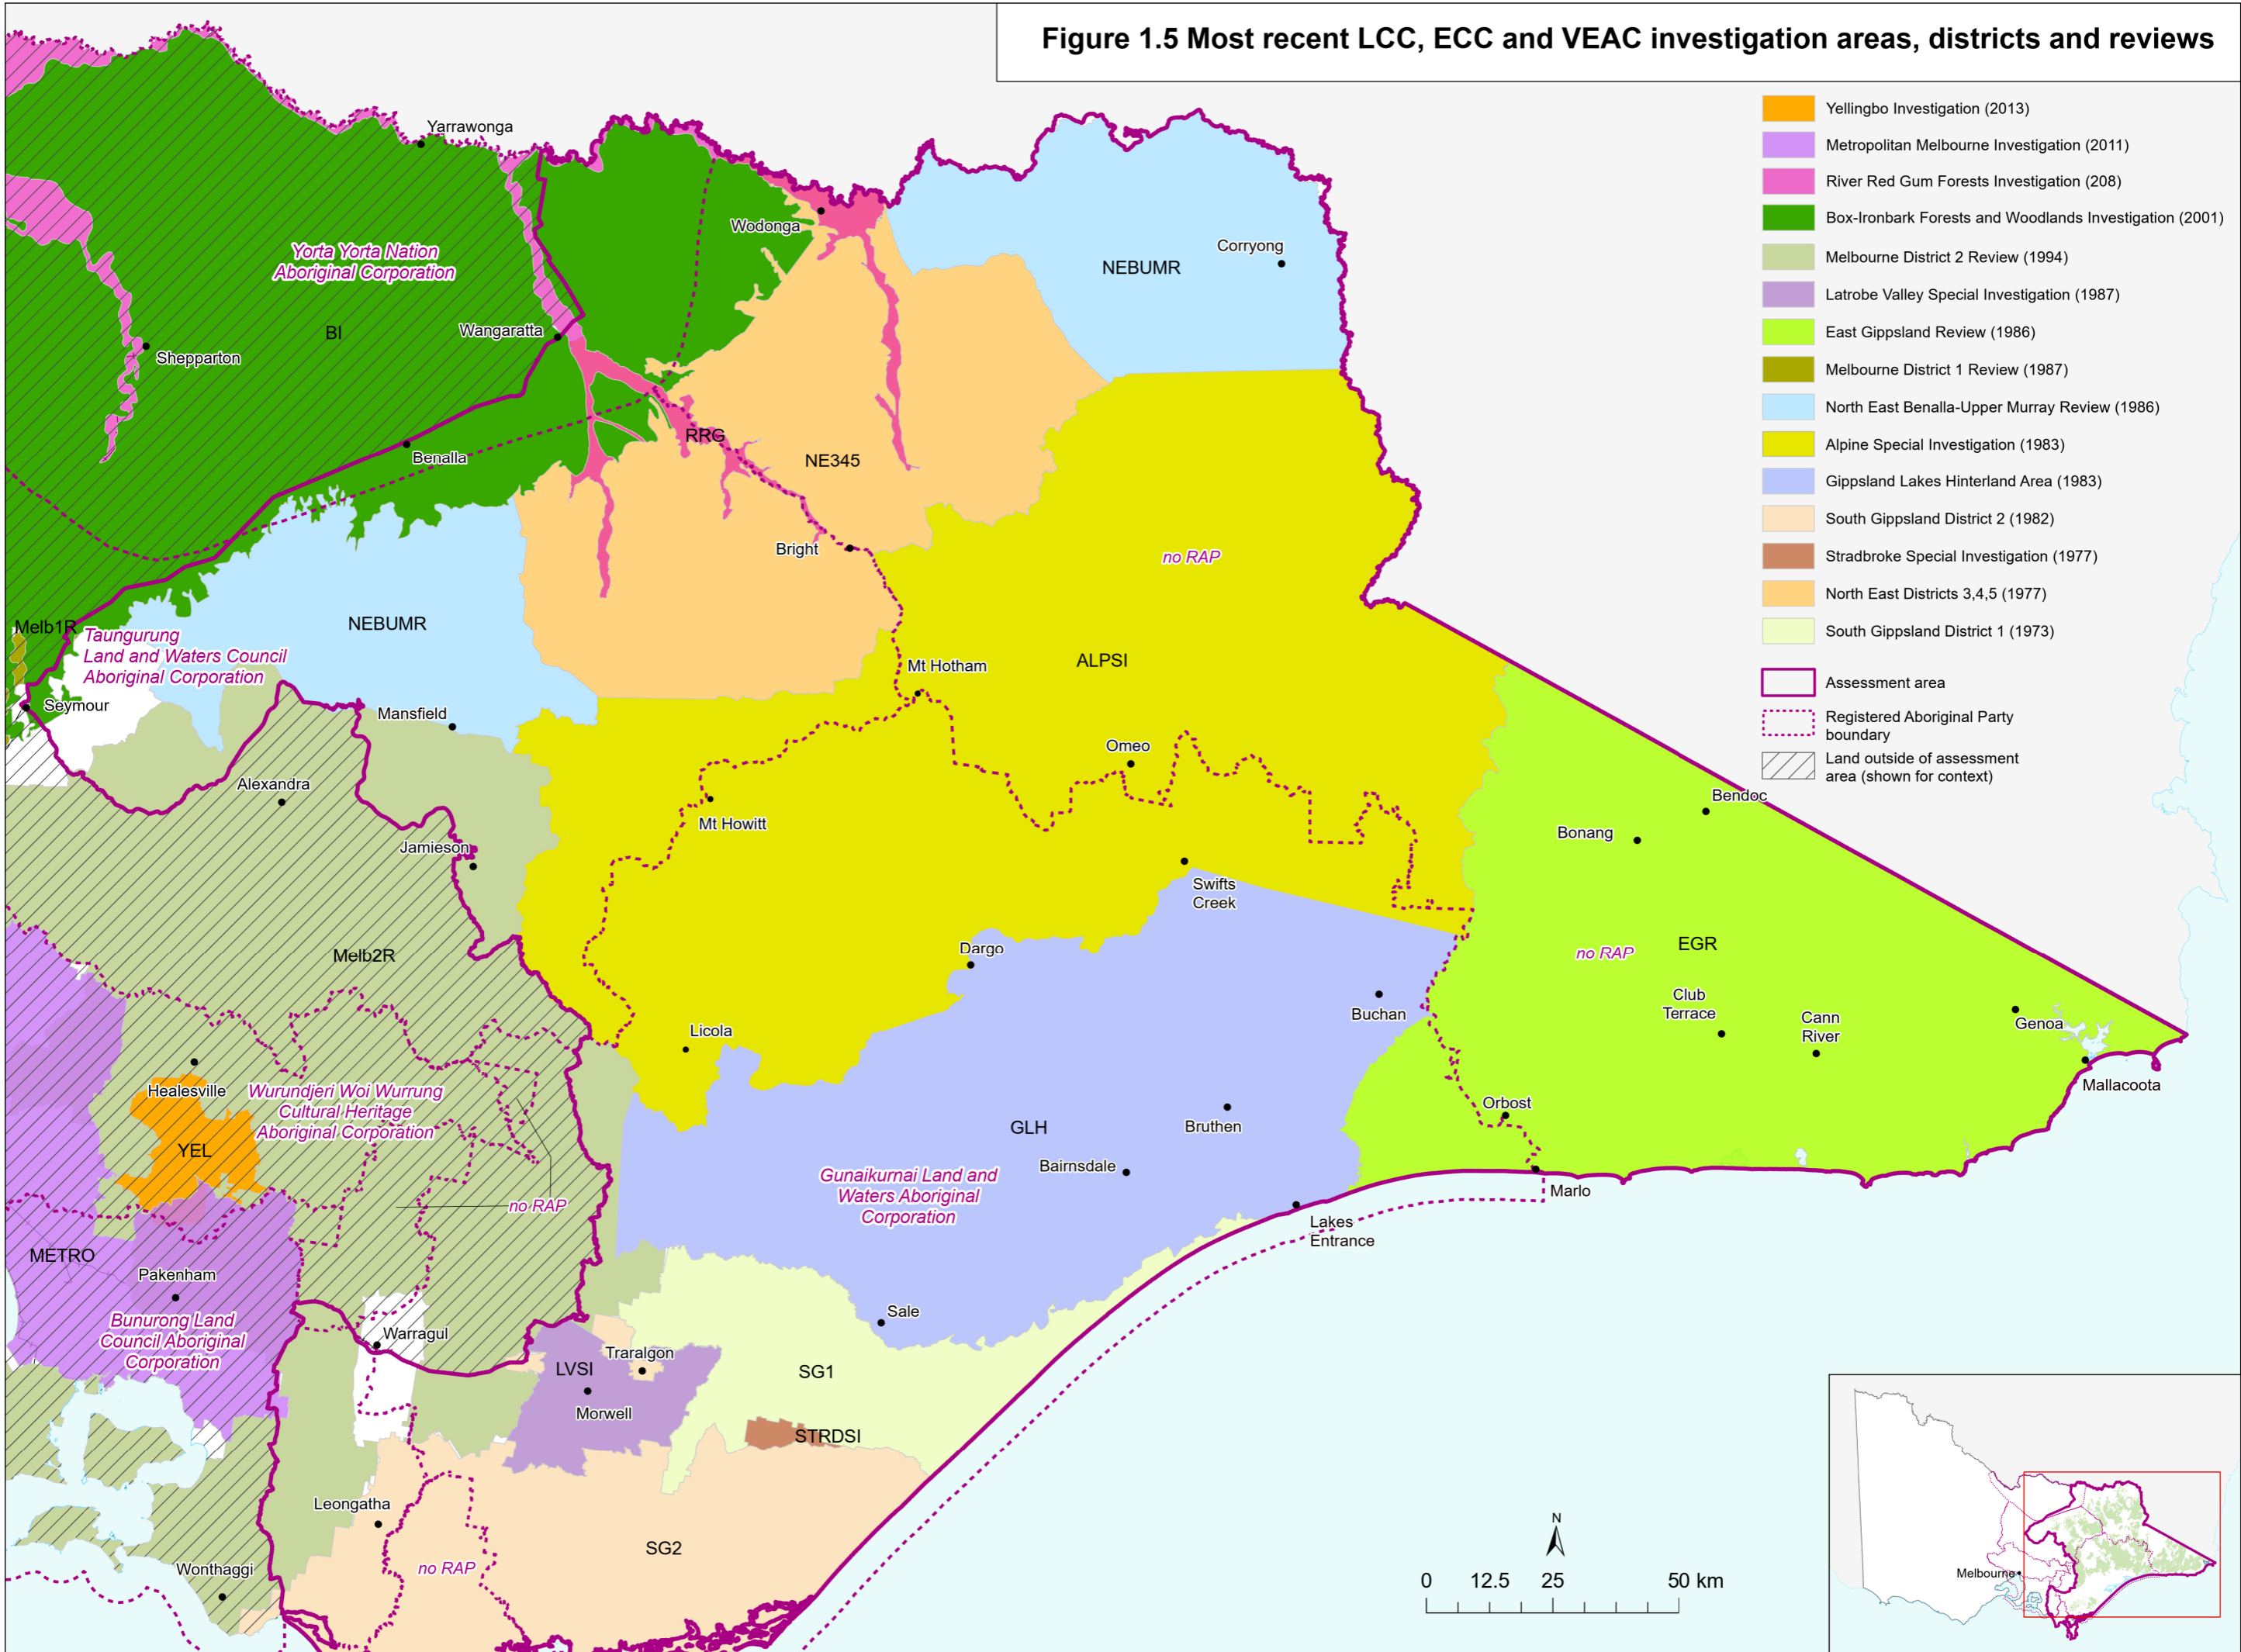 Figure 1.5 Most recent LCC, ECC and VEAC investigation areas, districts and reviews
Yellingbo Investigation (2013)
Metropolitan Melbourne Investigation (2011)
River Red Gum Forests Investigation (208)
Box-Ironbark Forests and Woodlands Investigation (2001)
Melbourne District 2 Review (1994)
Latrobe Valley Special Investigation (1987)
East Gippsland Review (1986)
Melbourne District 1 Review (1987)
North East Benalla-Upper Murray Review (1986)
Alpine Special Investigation (1983)
Gippsland Lakes Hinterland Area (1983)
South Gippsland District 2 (1982)
Stradbroke Special Investigation (1977)
North East Districts 3,4,5 (1977)
South Gippsland District 1 (1973)
Assessment area
Registered Aboriginal Party
boundary
Land outside of assessment
area (shown for context)
Yarrawonga
Wodonga
Corryong
NEBUMR
Yorta Yorta Nation
Aboriginal Corporation
BI
Wangaratta
Shepparton
RRG
NE345
Benalla
Bright
no RAP
NEBUMR
Melb1R
Taungurung
Land and Waters Council
Aboriginal Corporation
Seymour
Mansfield
Mt Hotham
ALPSI
Omeo
Alexandra
Mt Howitt
Jamieson
Swifts
Creek
Bendoc
Bonang
Melb2R
Dargo
no RAP
EGR
Buchan
Club
Terrace
Cann
River
Genoa
Mallacoota
Licola
Healesville
Wurundjeri Woi Wurrung
Cultural Heritage
Aboriginal Corporation
YEL
GLH
Bruthen
Orbost
Bairnsdale
Gunaikurnai Land and
Waters Aboriginal
Corporation
no RAP
Marlo
Lakes
Entrance
METRO
Pakenham
Bunurong Land
Council Aboriginal
Corporation
Sale
Warragul
Traralgon
LVSI
Morwell
SG1
STRDSI
Leongatha
SG2
no RAP
Wonthaggi
N
0 12.5 25 50 km
Melbourne